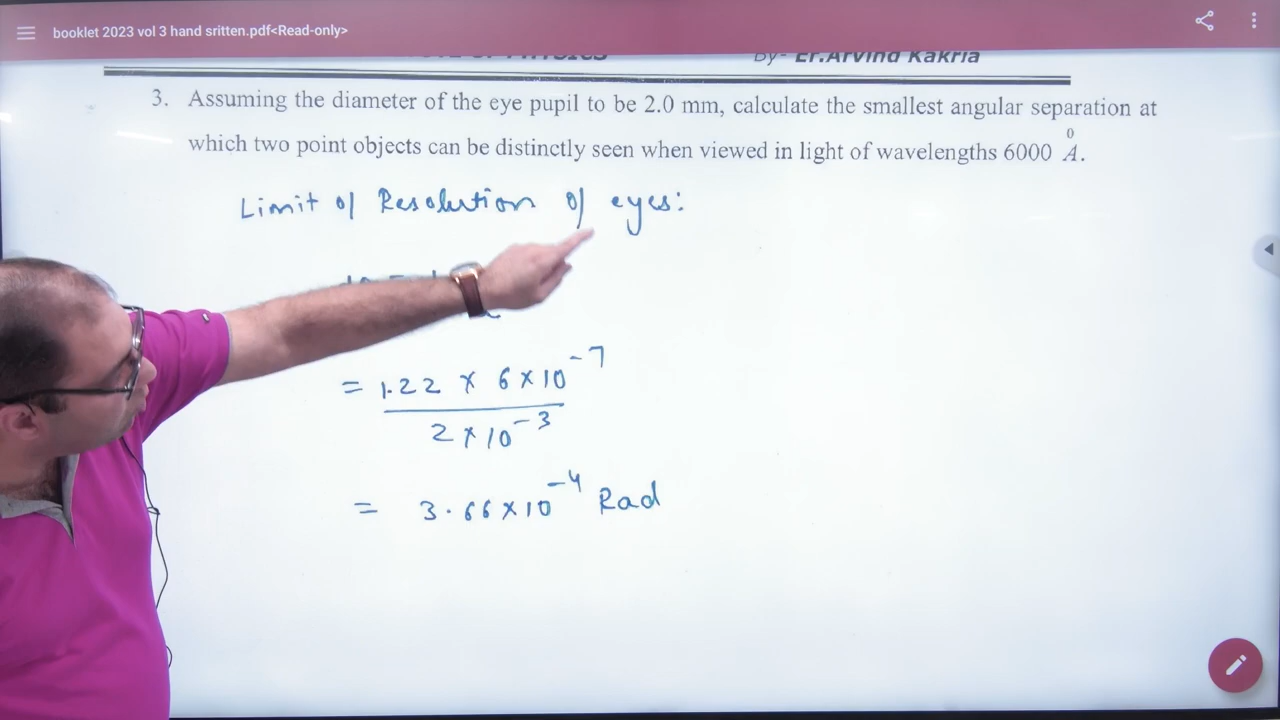 booklet 2023 vol 3 hand sritten.pdf<Read-only>
By- Er.Arvind Kakria
3. Assuming the diameter of the eye pupil to be 2.0 mm, calculate the smallest angular separation at
which two point objects can be distinctly seen when viewed in light of wavelengths 6000 A⁰.
Limit of Resolution of eyes:
= 1.22 × 6×10⁻⁷
2×10⁻³
= 3.66×10⁻⁴ Rad